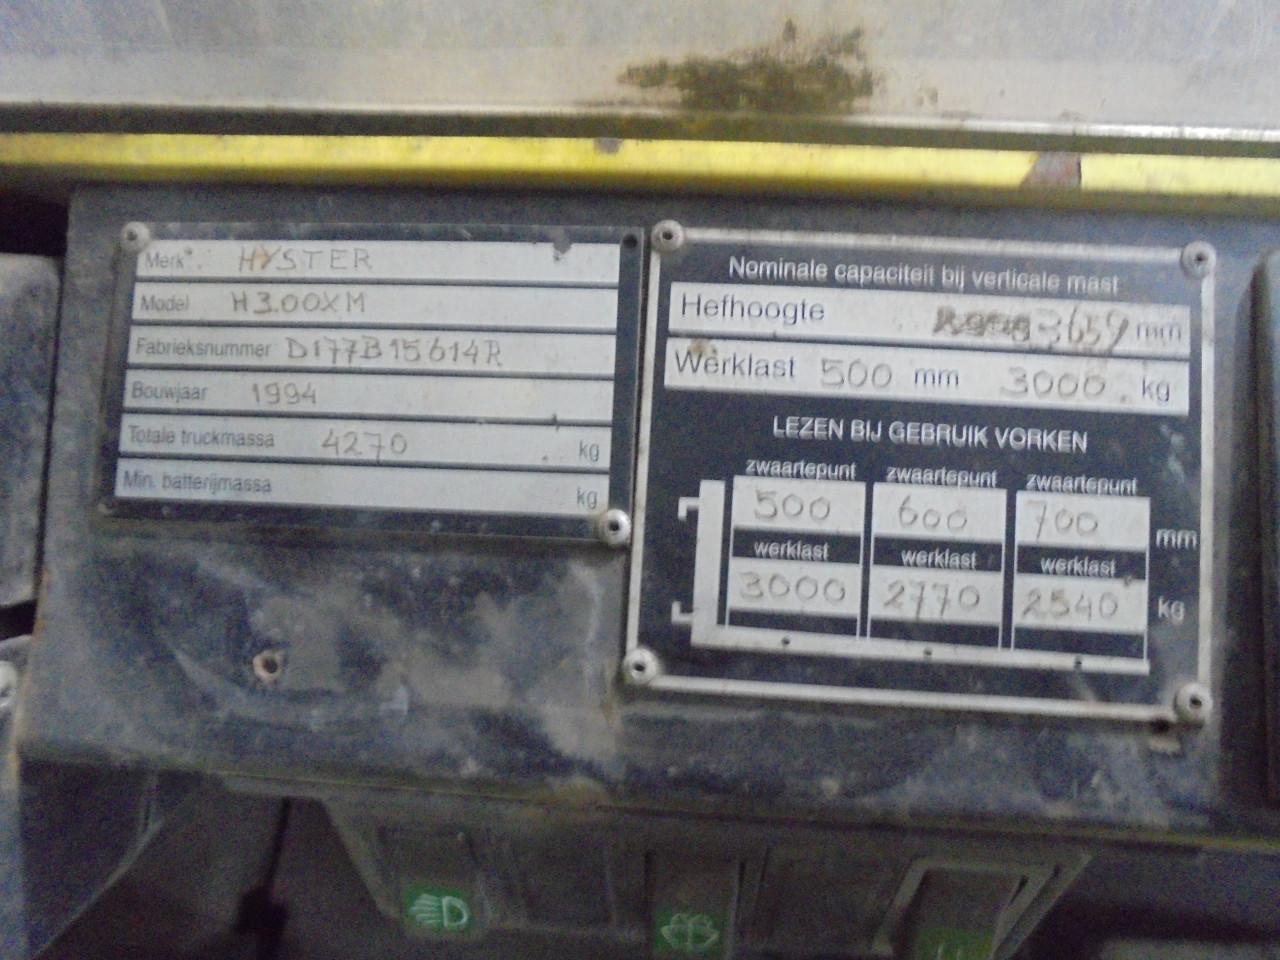 Merk HYSTER
Model H3.00XM
Fabrieksnummer D177B15614R
Bouwjaar 1994
Totale truckmassa 4270 kg
Min. batterijmassa kg
Nominale capaciteit bij verticale mast
Hefhoogte 3659 mm
Werklast 500 mm 3000 kg
LEZEN BIJ GEBRUIK VORKEN
zwaartepunt zwaartepunt zwaartepunt
500 600 700 mm
werklast werklast werklast
3000 2770 2540 kg